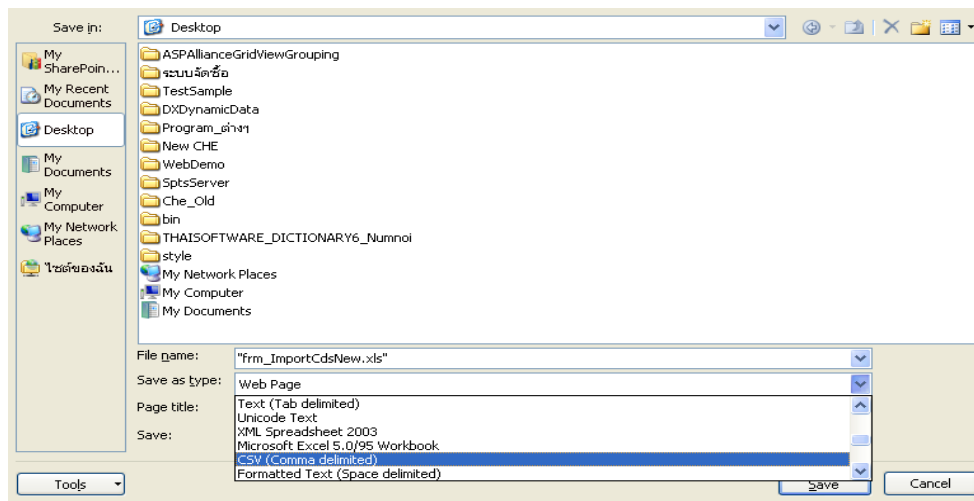 Save in:
Desktop
My SharePoin...
My Recent Documents
Desktop
My Documents
My Computer
My Network Places
ไซต์ของฉัน
ASPAllianceGridViewGrouping
ระบบจัดซื้อ
TestSample
DXDynamicData
Program_ต่างๆ
New CHE
WebDemo
SptsServer
Che_Old
bin
THAISOFTWARE_DICTIONARY6_Numnoi
style
My Network Places
My Computer
My Documents
File name:
"frm_ImportCdsNew.xls"
Save as type:
Web Page
Page title:
Save:
Text (Tab delimited)
Unicode Text
XML Spreadsheet 2003
Microsoft Excel 5.0/95 Workbook
CSV (Comma delimited)
Formatted Text (Space delimited)
Tools
Save
Cancel